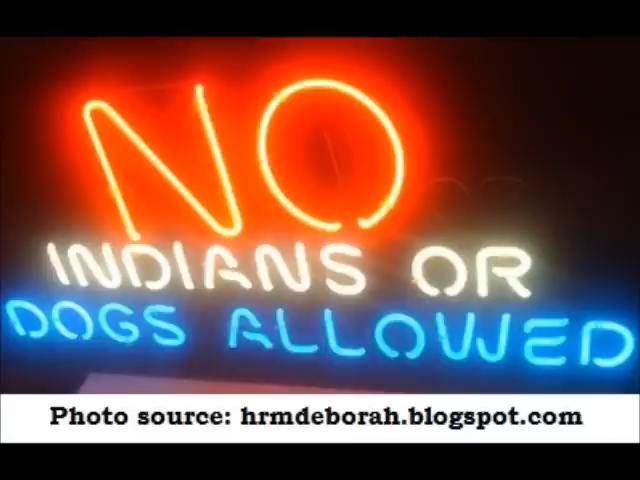 NO
INDIANS OR
DOGS ALLOWED
Photo source: hrmdeborah.blogspot.com